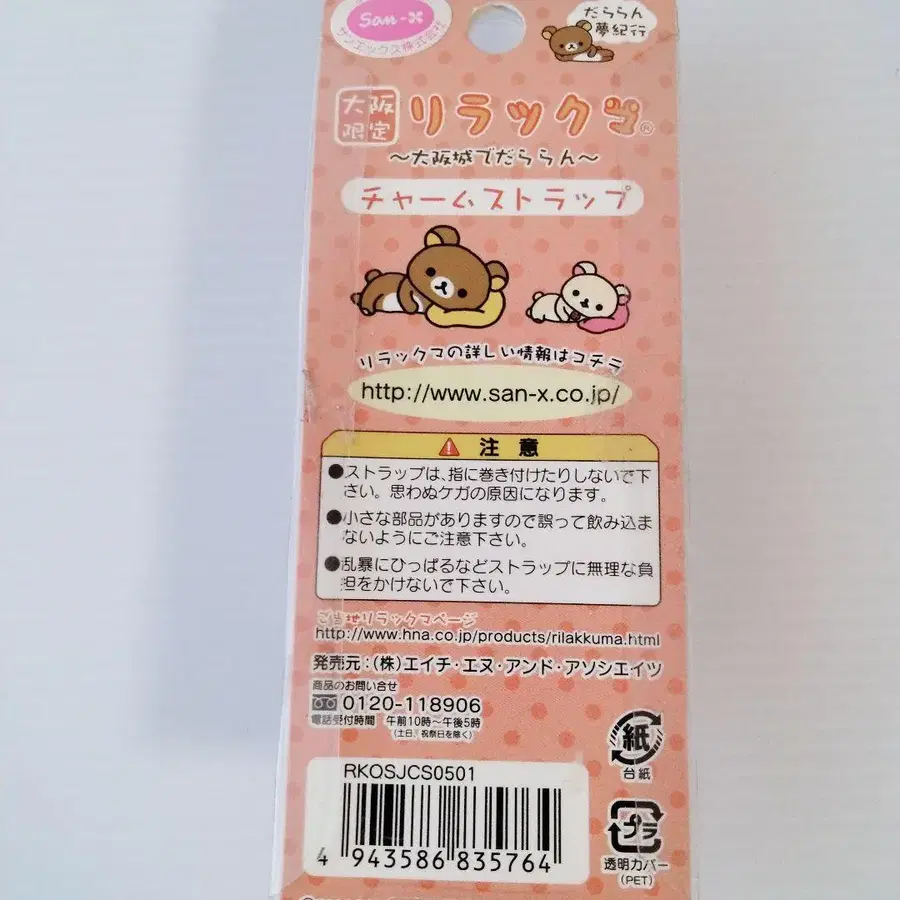 San-X
サンエックス株式会社
だららん
夢紀行
大阪
限定
リラックマ®
～大阪城でだららん～
チャームストラップ
リラックマの詳しい情報はコチラ
http://www.san-x.co.jp/
注意
●ストラップは、指に巻き付けたりしないで下
さい。思わぬケガの原因になります。
●小さな部品がありますので誤って飲み込ま
ないようにご注意下さい。
●乱暴にひっぱるなどストラップに無理な負
担をかけないで下さい。
ご当地リラックマページ
http://www.hna.co.jp/products/rilakkuma.html
発売元：(株)エイチ・エヌ・アンド・アソシエイツ
商品のお問い合せ
0120-118906
電話受付時間 午前10時～午後5時
(土日、祝祭日を除く)
紙
台紙
RKOSJCS0501
4 943586 835764
プラ
透明カバー
(PET)